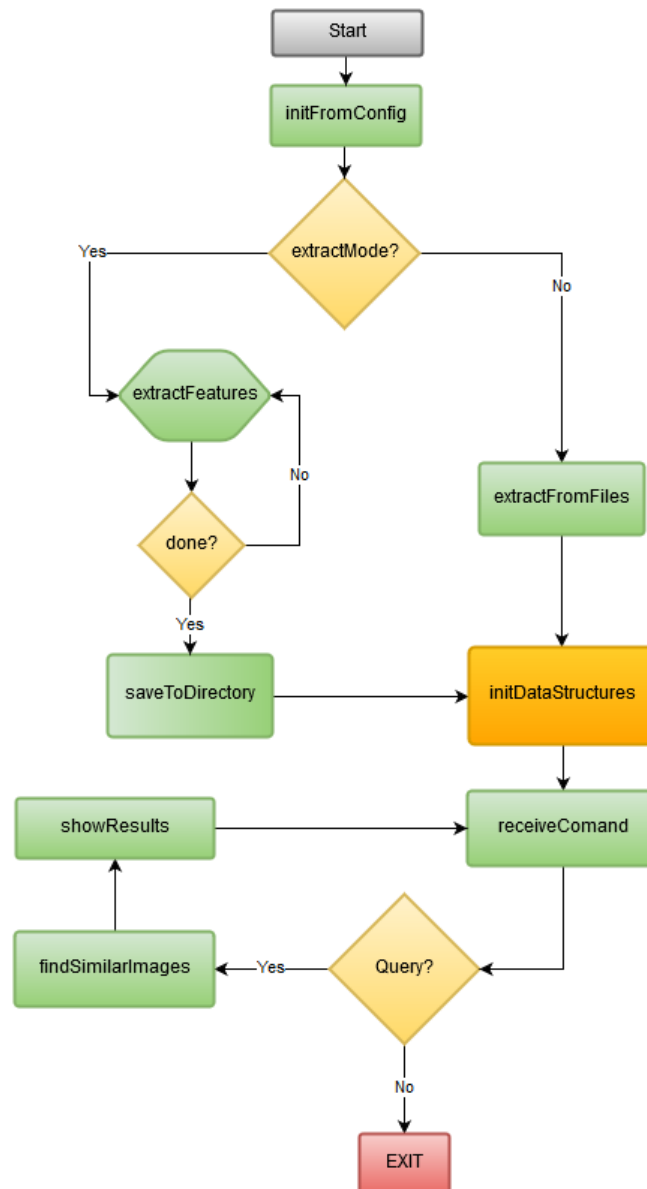 Start
initFromConfig
extractMode?
Yes
No
extractFeatures
No
extractFromFiles
done?
Yes
saveToDirectory
initDataStructures
showResults
receiveComand
findSimilarImages
Yes
Query?
No
EXIT